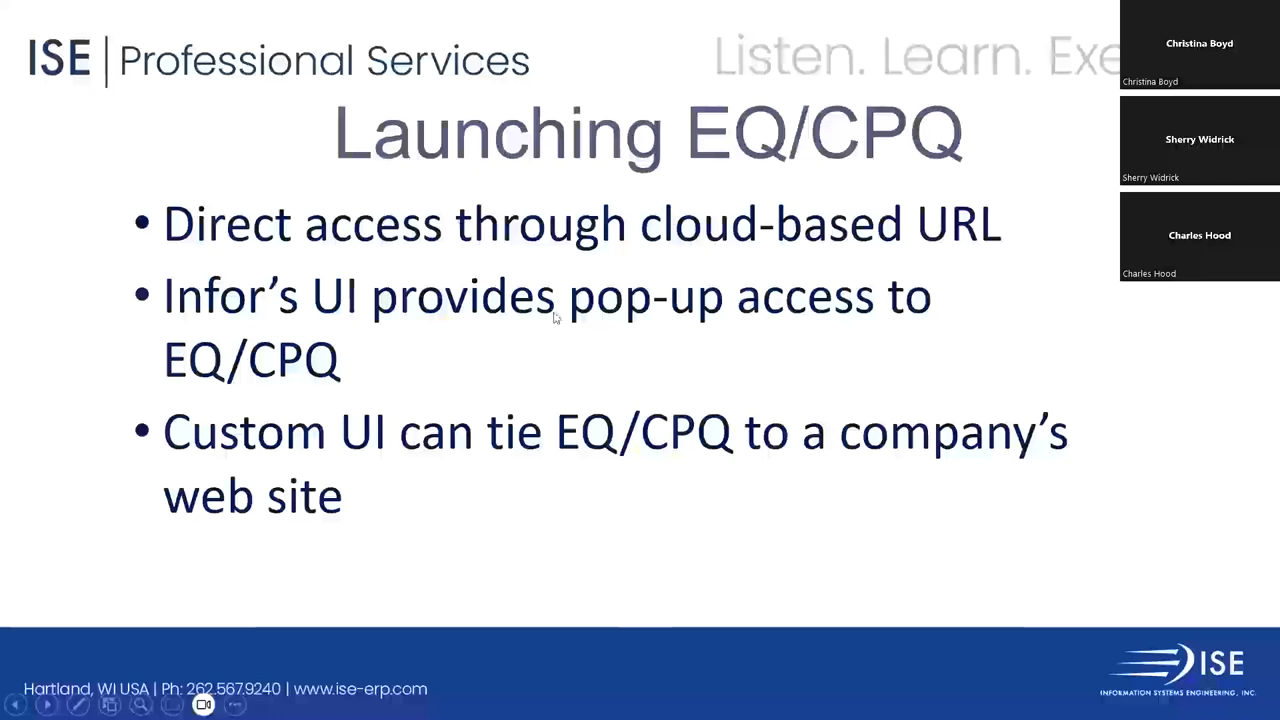 ISE | Professional Services
Listen. Learn. Exe
Launching EQ/CPQ
• Direct access through cloud-based URL
• Infor’s UI provides pop-up access to
EQ/CPQ
• Custom UI can tie EQ/CPQ to a company’s
web site
Christina Boyd
Christina Boyd
Sherry Widrick
Sherry Widrick
Charles Hood
Charles Hood
Hartland, WI USA | Ph: 262.567.9240 | www.ise-erp.com
ISE
INFORMATION SYSTEMS ENGINEERING, INC.